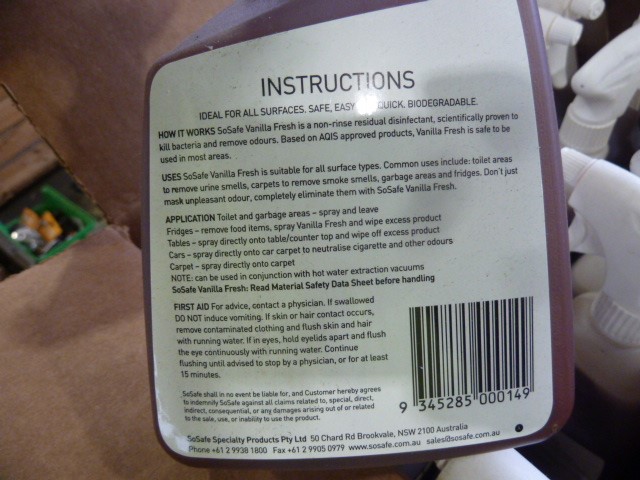 INSTRUCTIONS
IDEAL FOR ALL SURFACES. SAFE, EASY QUICK. BIODEGRADABLE.
HOW IT WORKS SoSafe Vanilla Fresh is a non-rinse residual disinfectant, scientifically proven to
kill bacteria and remove odours. Based on AQIS approved products, Vanilla Fresh is safe to be
used in most areas.
USES SoSafe Vanilla Fresh is suitable for all surface types. Common uses include: toilet areas
to remove urine smells, carpets to remove smoke smells, garbage areas and fridges. Don't just
mask unpleasant odour, completely eliminate them with SoSafe Vanilla Fresh.
APPLICATION Toilet and garbage areas – spray and leave
Fridges – remove food items, spray Vanilla Fresh and wipe excess product
Tables – spray directly onto table/counter top and wipe off excess product
Cars – spray directly onto car carpet to neutralise cigarette and other odours
Carpet – spray directly onto carpet
NOTE: can be used in conjunction with hot water extraction vacuums
SoSafe Vanilla Fresh: Read Material Safety Data Sheet before handling
FIRST AID For advice, contact a physician. If swallowed
DO NOT induce vomiting. If skin or hair contact occurs,
remove contaminated clothing and flush skin and hair
with running water. If in eyes, hold eyelids apart and flush
the eye continuously with running water. Continue
flushing until advised to stop by a physician, or for at least
15 minutes.
SoSafe shall in no event be liable for, and Customer hereby agrees
to indemnify SoSafe against all claims related to, special, direct,
indirect, consequential, or any damages arising out of or related
to the sale, use, or inability to use the product.
9 345285 000149
SoSafe Specialty Products Pty Ltd 50 Chard Rd Brookvale, NSW 2100 Australia
Phone +61 2 9938 1800 Fax +61 2 9905 0979 www.sosafe.com.au sales@sosafe.com.au